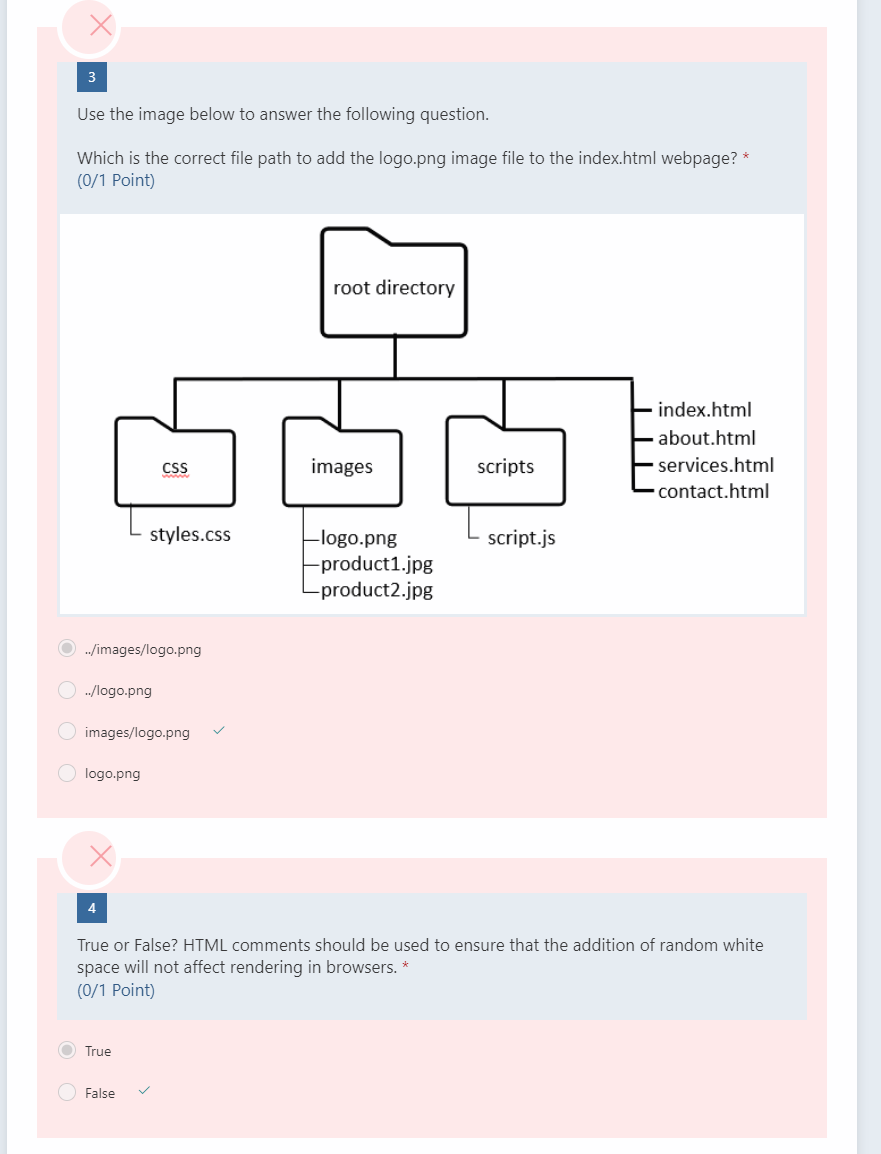 3
Use the image below to answer the following question.
Which is the correct file path to add the logo.png image file to the index.html webpage? *
(0/1 Point)
root directory
css
images
scripts
index.html
about.html
services.html
contact.html
styles.css
logo.png
product1.jpg
product2.jpg
script.js
../images/logo.png
../logo.png
images/logo.png
logo.png
4
True or False? HTML comments should be used to ensure that the addition of random white
space will not affect rendering in browsers. *
(0/1 Point)
True
False